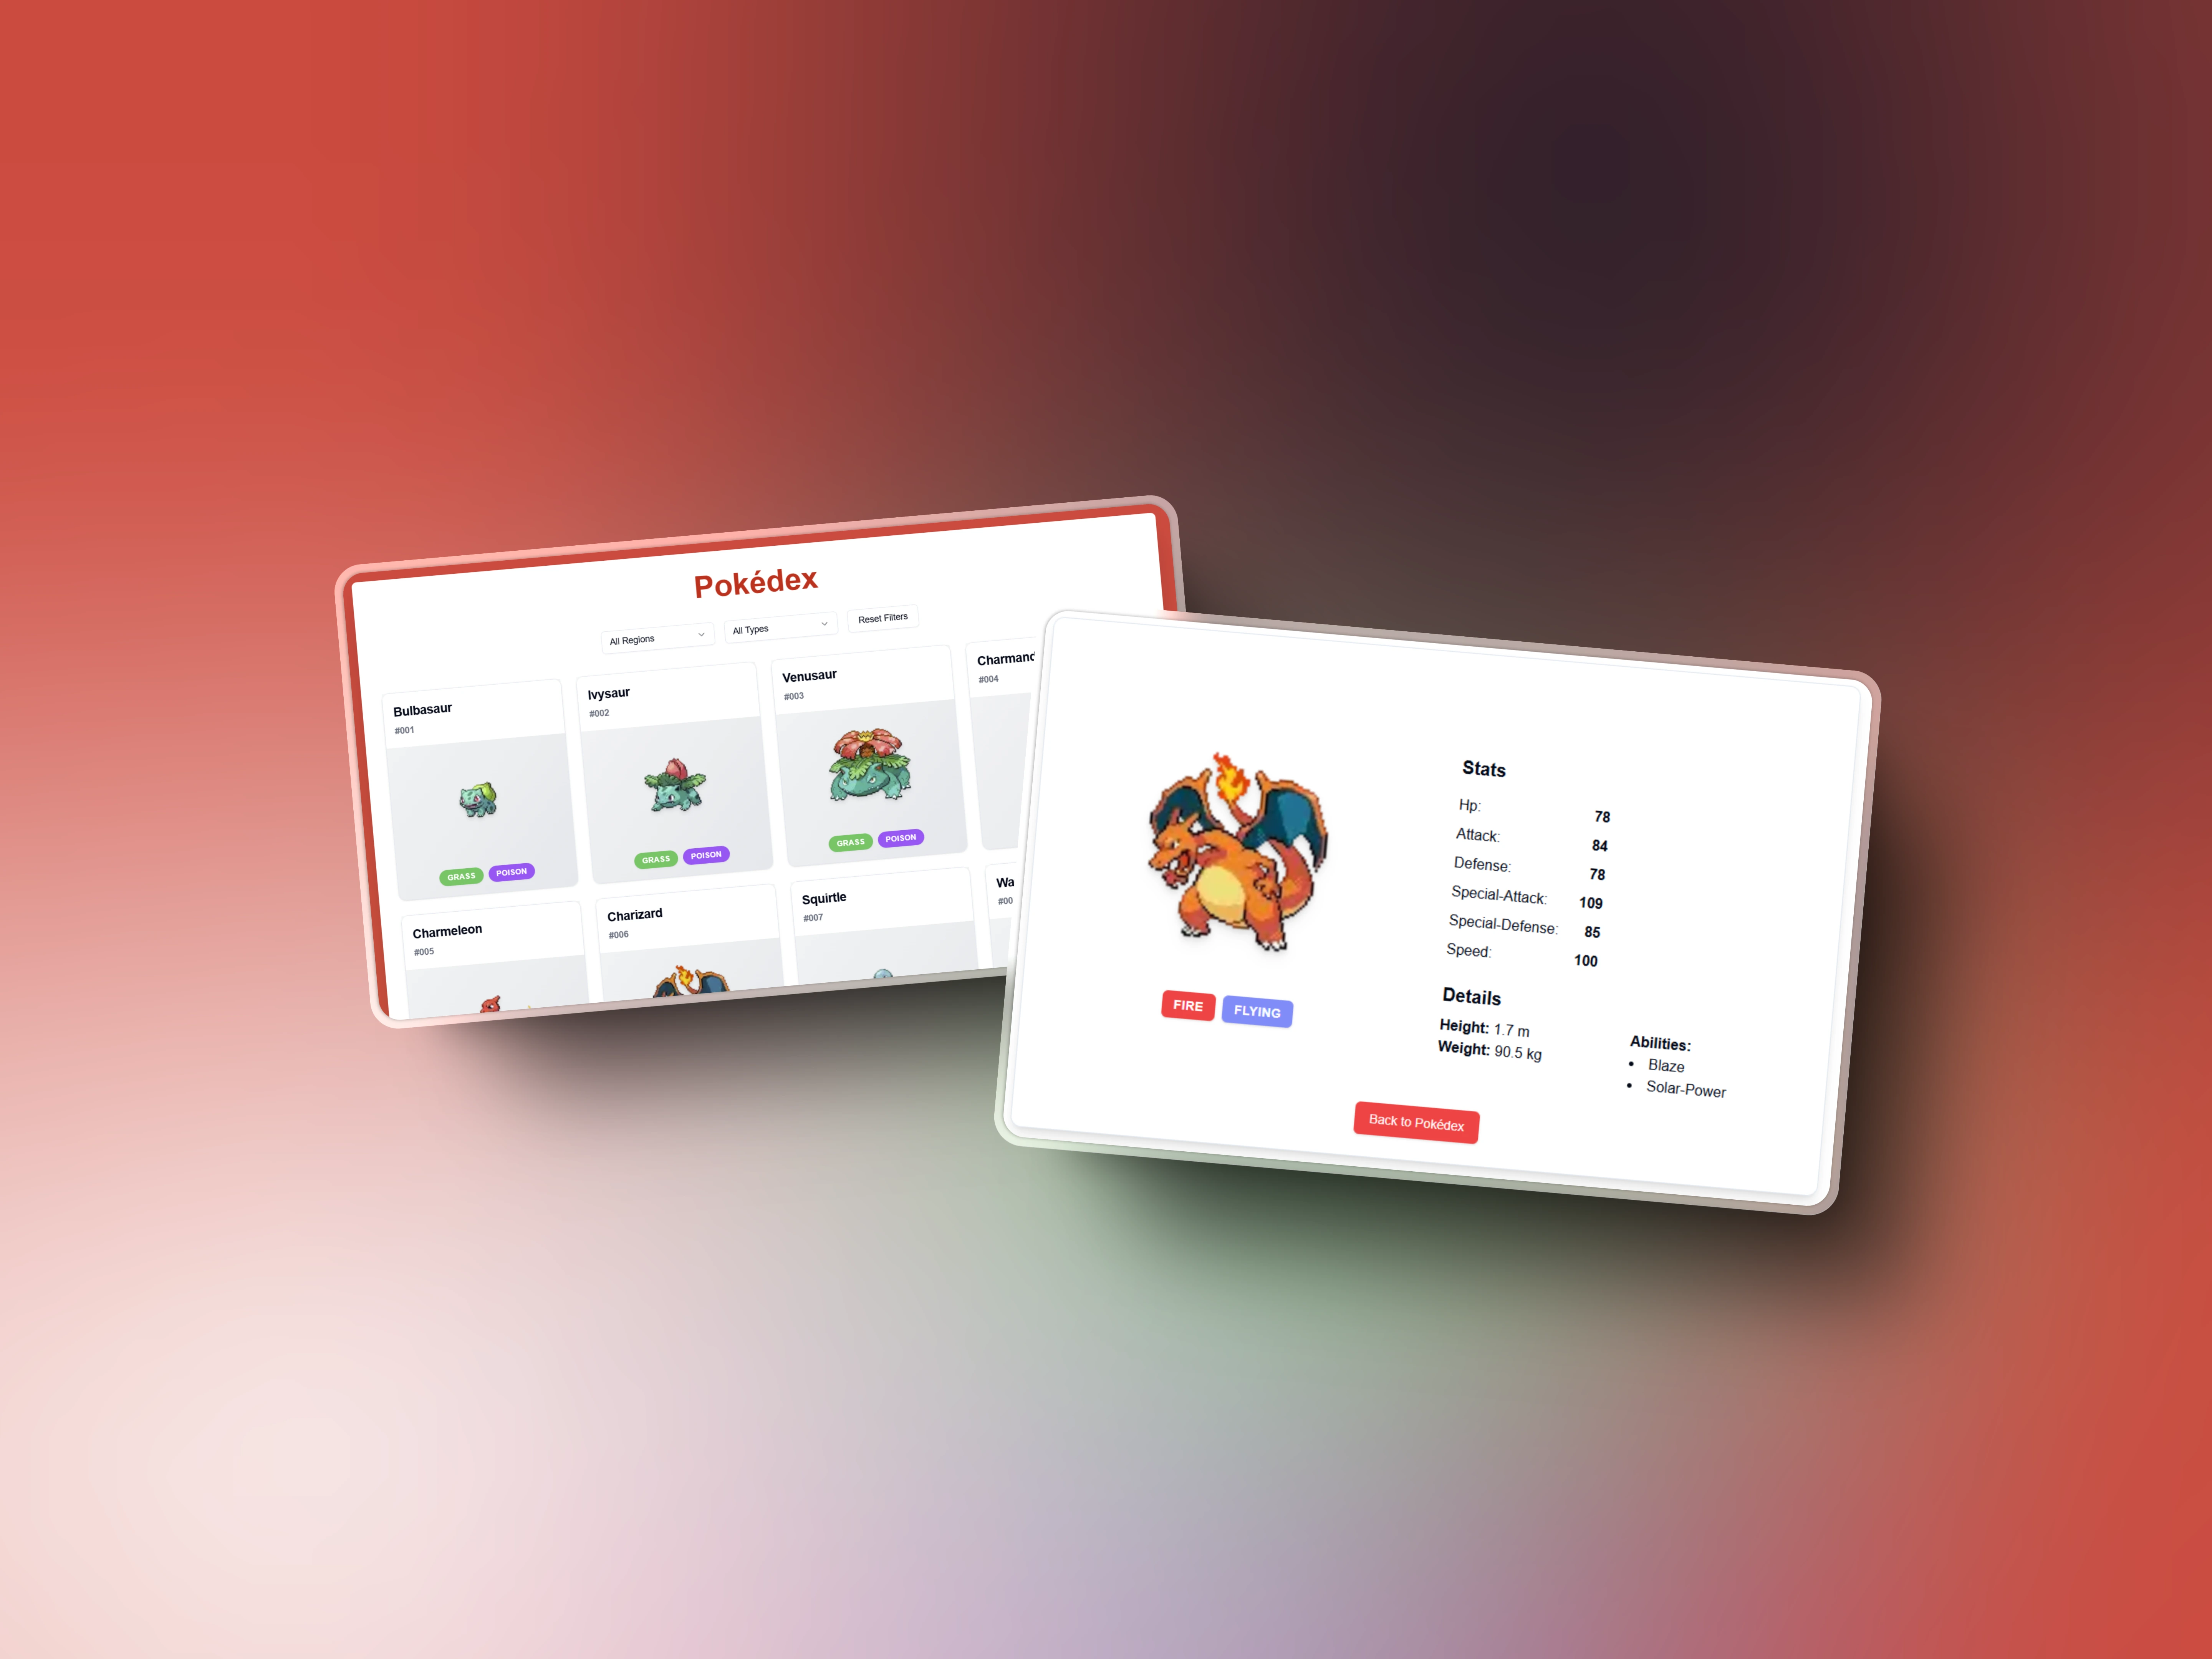 Pokédex
All Regions
All Types
Reset Filters
Bulbasaur
#001
GRASS
POISON
Ivysaur
#002
GRASS
POISON
Venusaur
#003
GRASS
POISON
Charmand
#004
Charmeleon
#005
Charizard
#006
Squirtle
#007
Wa
#00
FIRE
FLYING
Stats
Hp: 78
Attack: 84
Defense: 78
Special-Attack: 109
Special-Defense: 85
Speed: 100
Details
Height: 1.7 m
Weight: 90.5 kg
Abilities:
• Blaze
• Solar-Power
Back to Pokédex